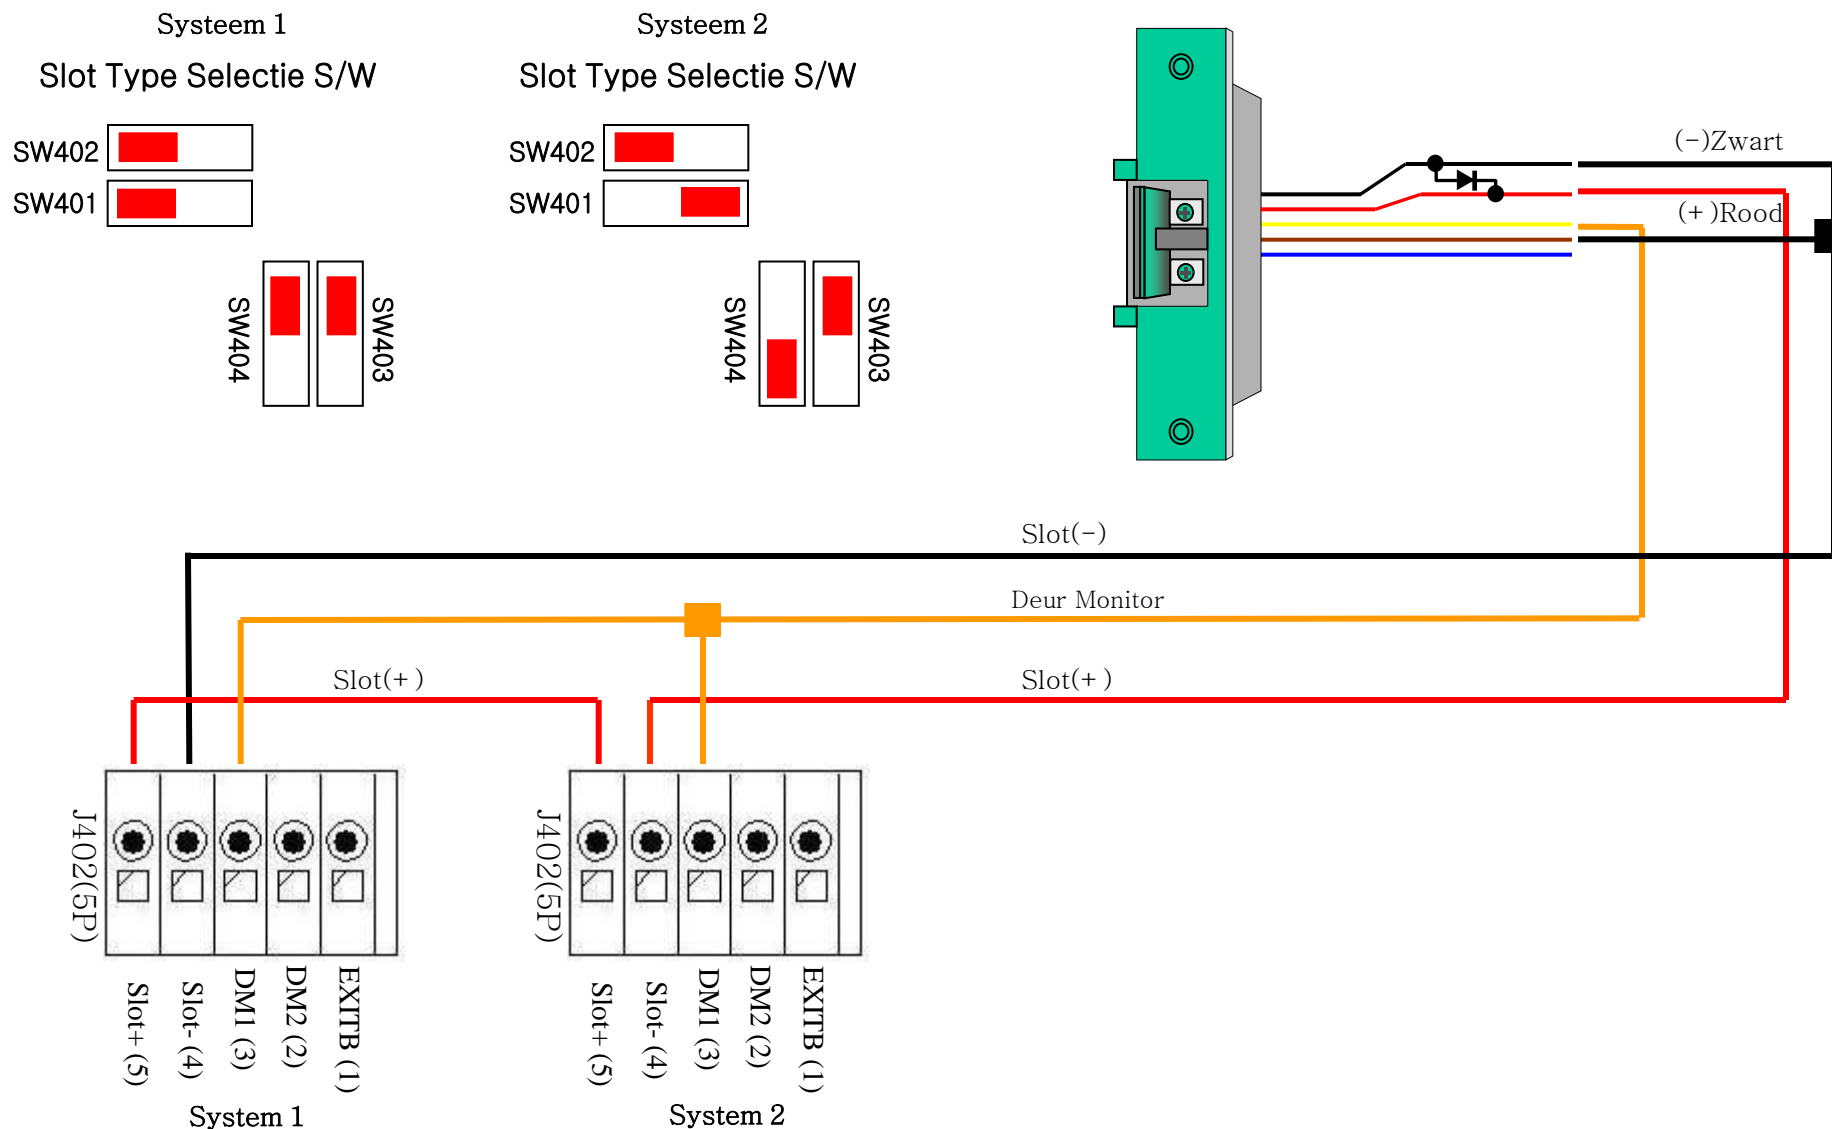 Systeem 1
Slot Type Selectie S/W
SW402
SW401
SW404
SW403
Systeem 2
Slot Type Selectie S/W
SW402
SW401
SW404
SW403
(-)Zwart
(+)Rood
Slot(-)
Deur Monitor
Slot(+)
Slot(+)
J402(5P)
Slot+ (5)
Slot- (4)
DM1 (3)
DM2 (2)
EXITB (1)
System 1
J402(5P)
Slot+ (5)
Slot- (4)
DM1 (3)
DM2 (2)
EXITB (1)
System 2